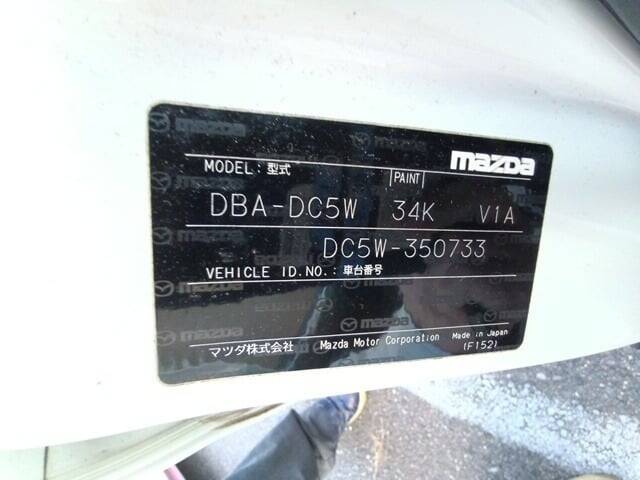 mazda
MODEL:型式 PAINT
DBA-DC5W 34K V1A
DC5W-350733
VEHICLE ID.NO.:車台番号
マツダ株式会社 Mazda Motor Corporation Made in Japan
(F152)